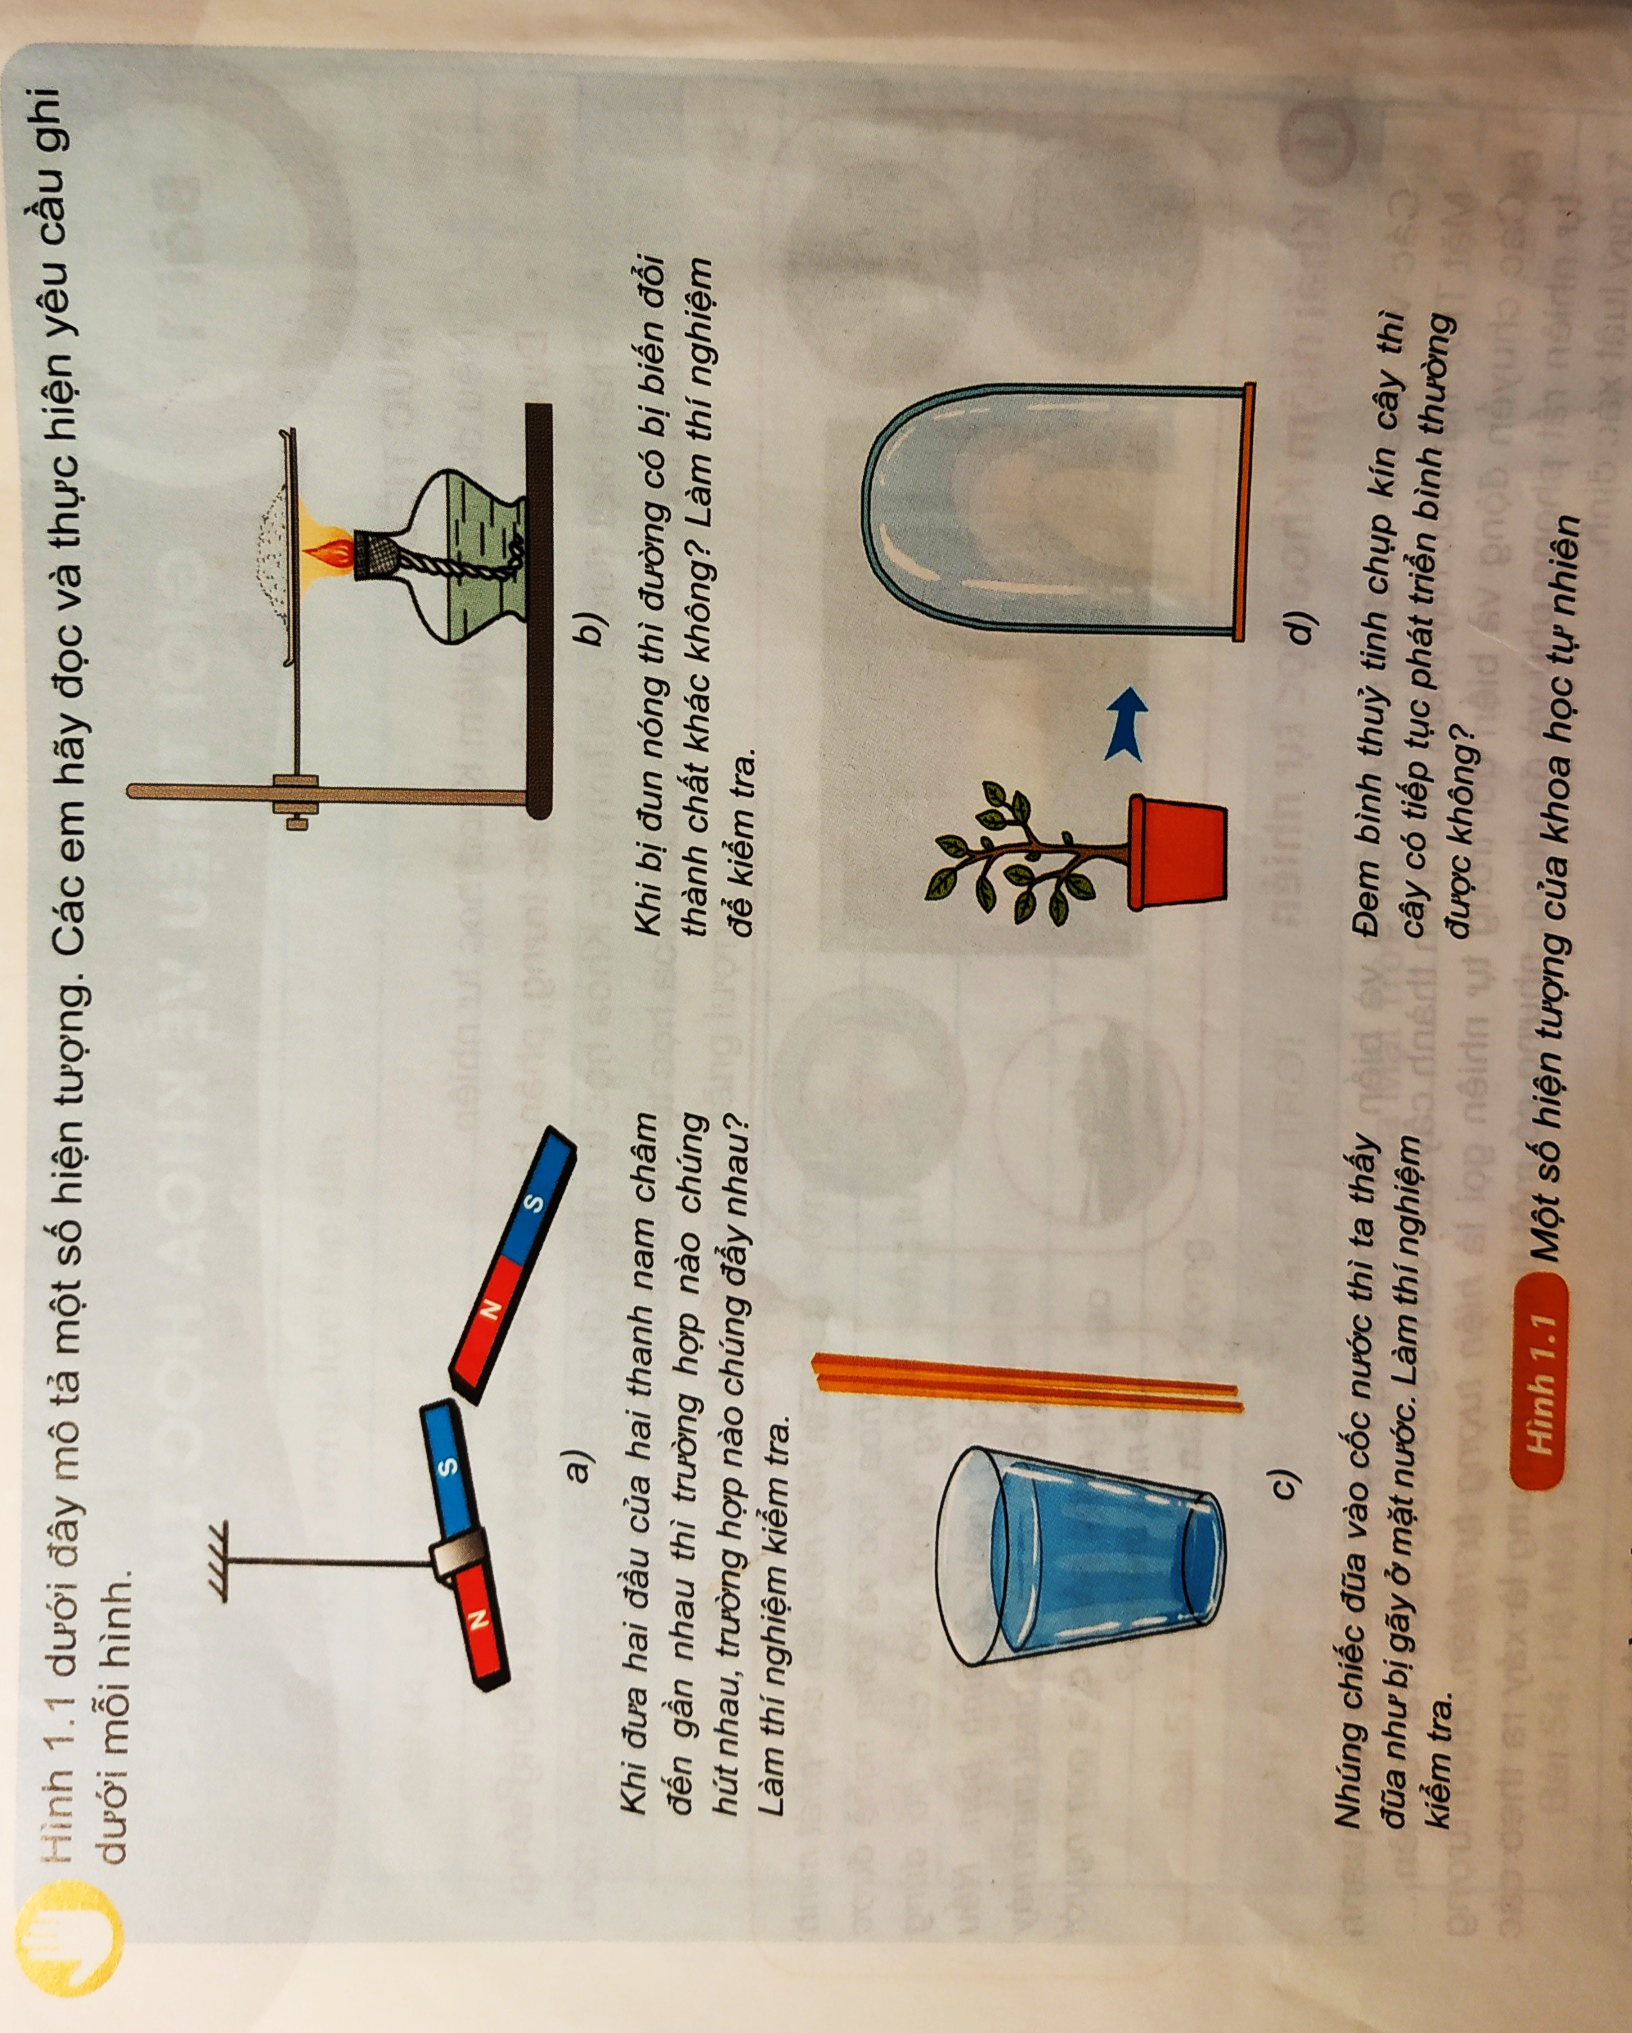 Hình 1.1 dưới đây mô tả một số hiện tượng. Các em hãy đọc và thực hiện yêu cầu ghi
dưới mỗi hình.
N
S
N
S
a)
Khi đưa hai đầu của hai thanh nam châm
đến gần nhau thì trường hợp nào chúng
hút nhau, trường hợp nào chúng đẩy nhau?
Làm thí nghiệm kiểm tra.
b)
Khi bị đun nóng thì đường có bị biến đổi
thành chất khác không? Làm thí nghiệm
để kiểm tra.
c)
Nhúng chiếc đũa vào cốc nước thì ta thấy
đũa như bị gãy ở mặt nước. Làm thí nghiệm
kiểm tra.
d)
Đem bình thuỷ tinh chụp kín cây thì
cây có tiếp tục phát triển bình thường
được không?
Hình 1.1 Một số hiện tượng của khoa học tự nhiên